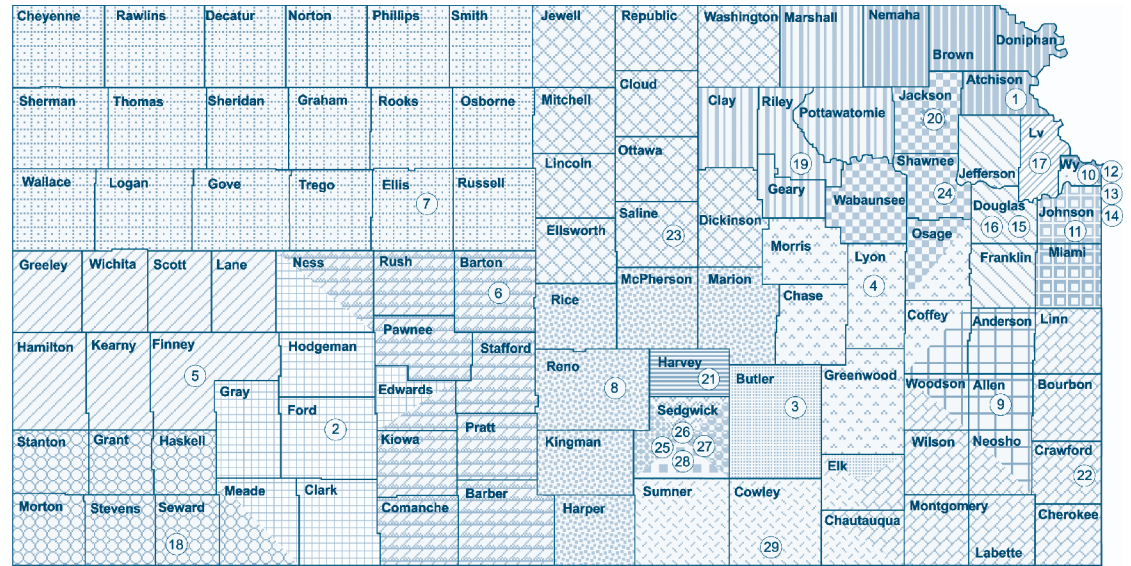 Cheyenne Rawlins Decatur Norton Phillips Smith Jewell Republic Washington Marshall Nemaha
Brown Doniphan
Cloud Atchison
Sherman Thomas Sheridan Graham Rooks Osborne Mitchell Clay Riley Pottawatomie Jackson 1
20
Lv
Ottawa
Lincoln 19 Shawnee 17
Wallace Logan Gove Trego Ellis Russell Geary Wabaunsee Jefferson Wy 10 12
7 24 13
Saline Dickinson Douglas Johnson 14
Ellsworth 23 16 15 11
Morris Osage
Greeley Wichita Scott Lane Ness Rush Barton Lyon Franklin Miami
6 McPherson Marion 4
Rice Chase
Coffey Anderson Linn
Pawnee
Hamilton Kearny Finney Hodgeman Stafford
5 Reno Harvey
Gray Edwards 8 21 Butler Greenwood Woodson Allen Bourbon
Ford 3 9
2 Sedgwick
Pratt 26
Stanton Grant Haskell Kiowa Kingman 25 27 Wilson Neosho Crawford
28 Elk 22
Meade Clark Barber Sumner Cowley
Morton Stevens Seward Comanche Harper Montgomery Cherokee
18 29 Chautauqua
Labette